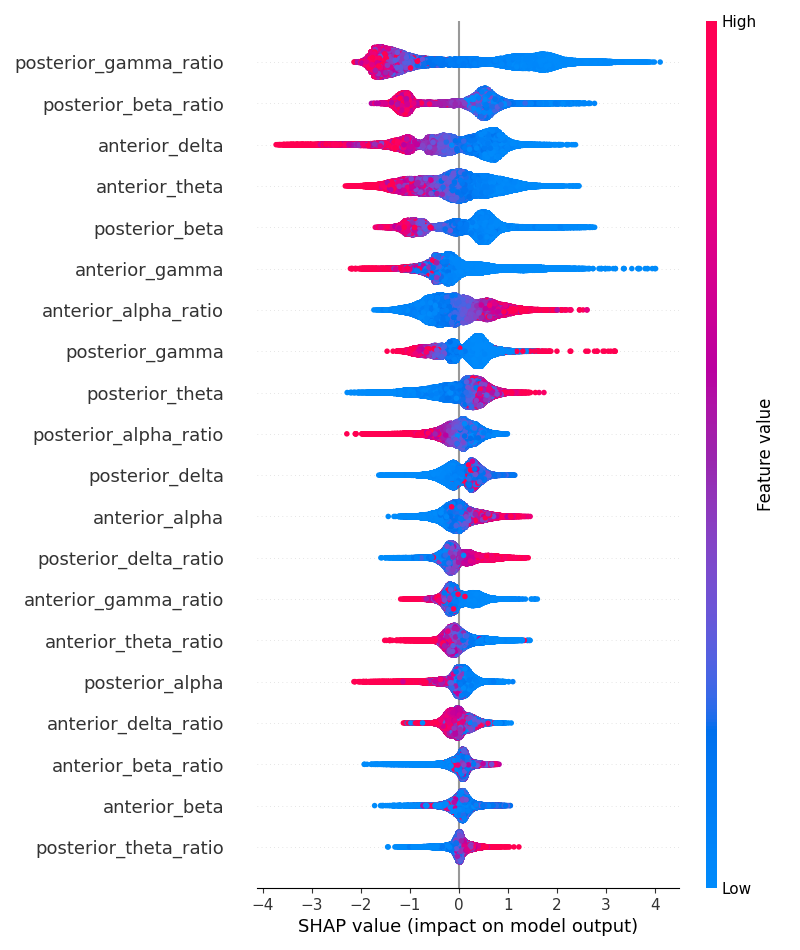 High
posterior_gamma_ratio
posterior_beta_ratio
anterior_delta
anterior_theta
posterior_beta
anterior_gamma
anterior_alpha_ratio
posterior_gamma
posterior_theta
posterior_alpha_ratio
posterior_delta
anterior_alpha
posterior_delta_ratio
anterior_gamma_ratio
anterior_theta_ratio
posterior_alpha
anterior_delta_ratio
anterior_beta_ratio
anterior_beta
posterior_theta_ratio
Feature value
Low
−4 −3 −2 −1 0 1 2 3 4
SHAP value (impact on model output)